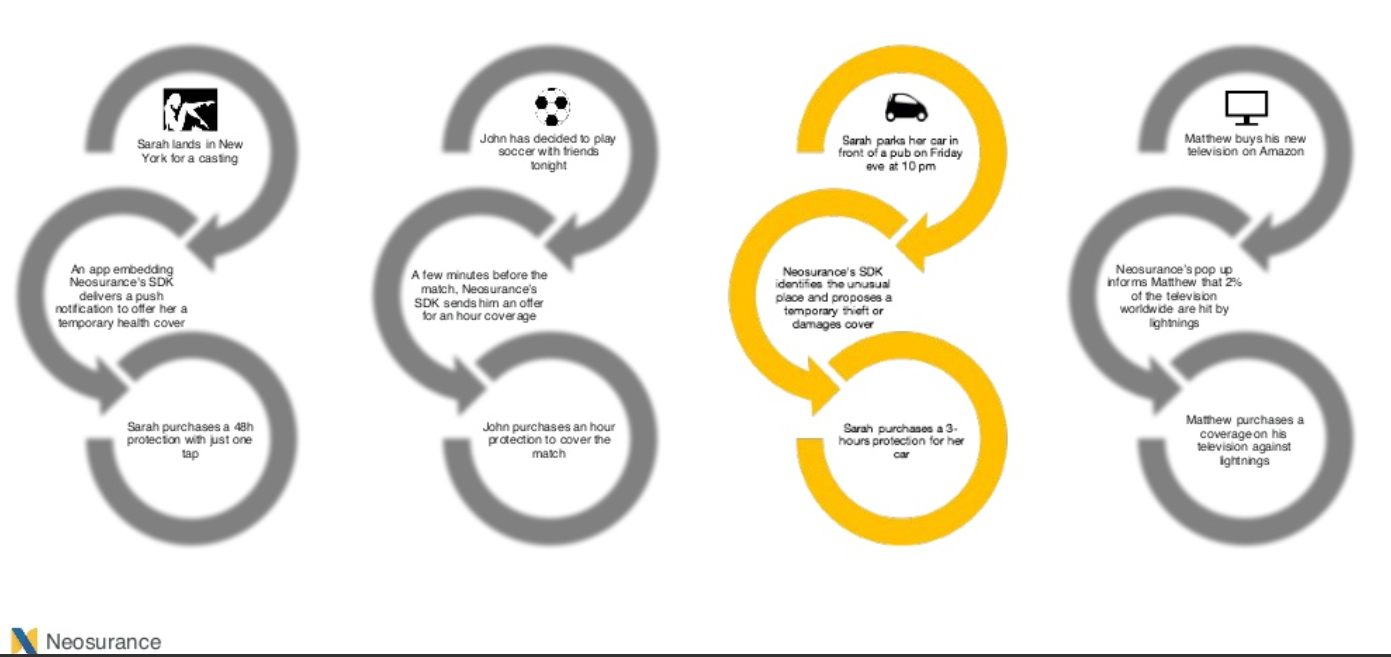 Sarah lands in New
York for a casting
An app embedding
Neosurance's SDK
delivers a push
notification to offer her a
temporary health cover
Sarah purchases a 48h
protection with just one
tap
John has decided to play
soccer with friends
tonight
A few minutes before the
match, Neosurance's
SDK sends him an offer
for an hour coverage
John purchases an hour
protection to cover the
match
Sarah parks her car in
front of a pub on Friday
eve at 10 pm
Neosurance's SDK
identifies the unusual
place and proposes a
temporary thieft or
damages cover
Sarah purchases a 3-
hours protection for her
car
Matthew buys his new
television on Amazon
Neosurance's pop up
informs Matthew that 2%
of the television
worldwide are hit by
lightnings
Matthew purchases a
coverage on his
television against
lightnings
Neosurance